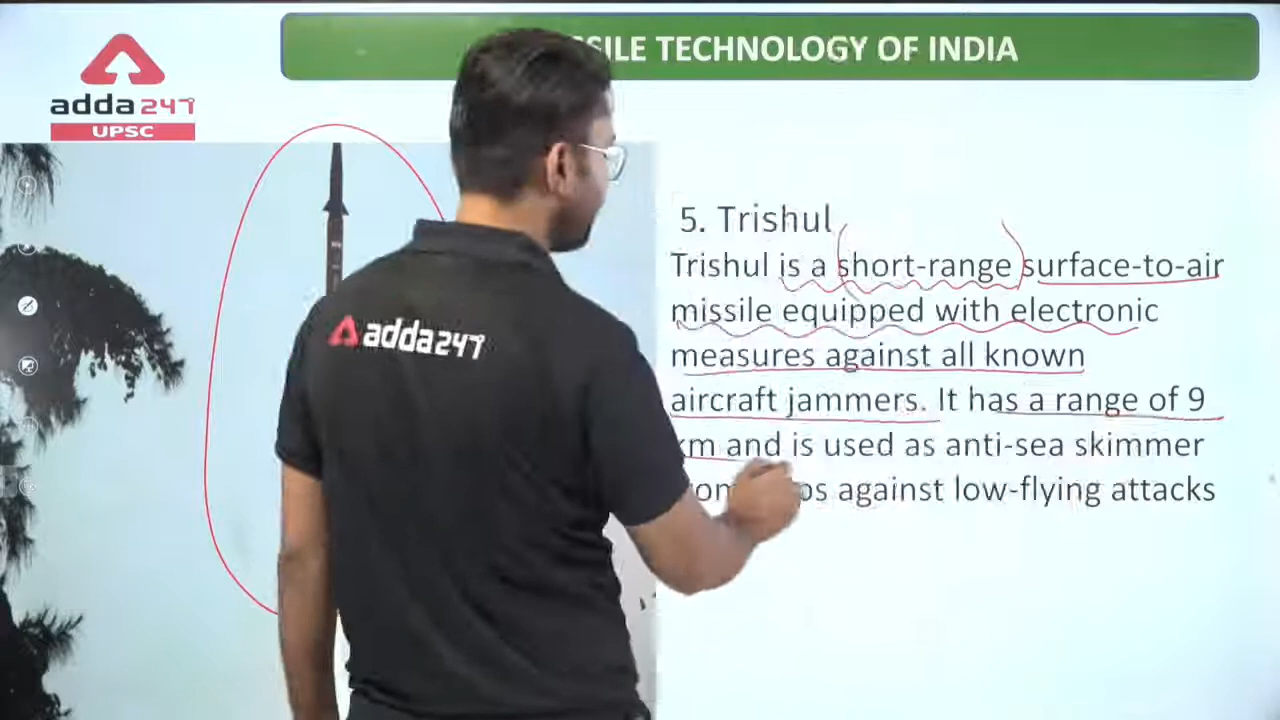 SSILE TECHNOLOGY OF INDIA
adda247
UPSC
adda247
5. Trishul
Trishul is a short-range surface-to-air
missile equipped with electronic
measures against all known
aircraft jammers. It has a range of 9
km and is used as anti-sea skimmer
against low-flying attacks